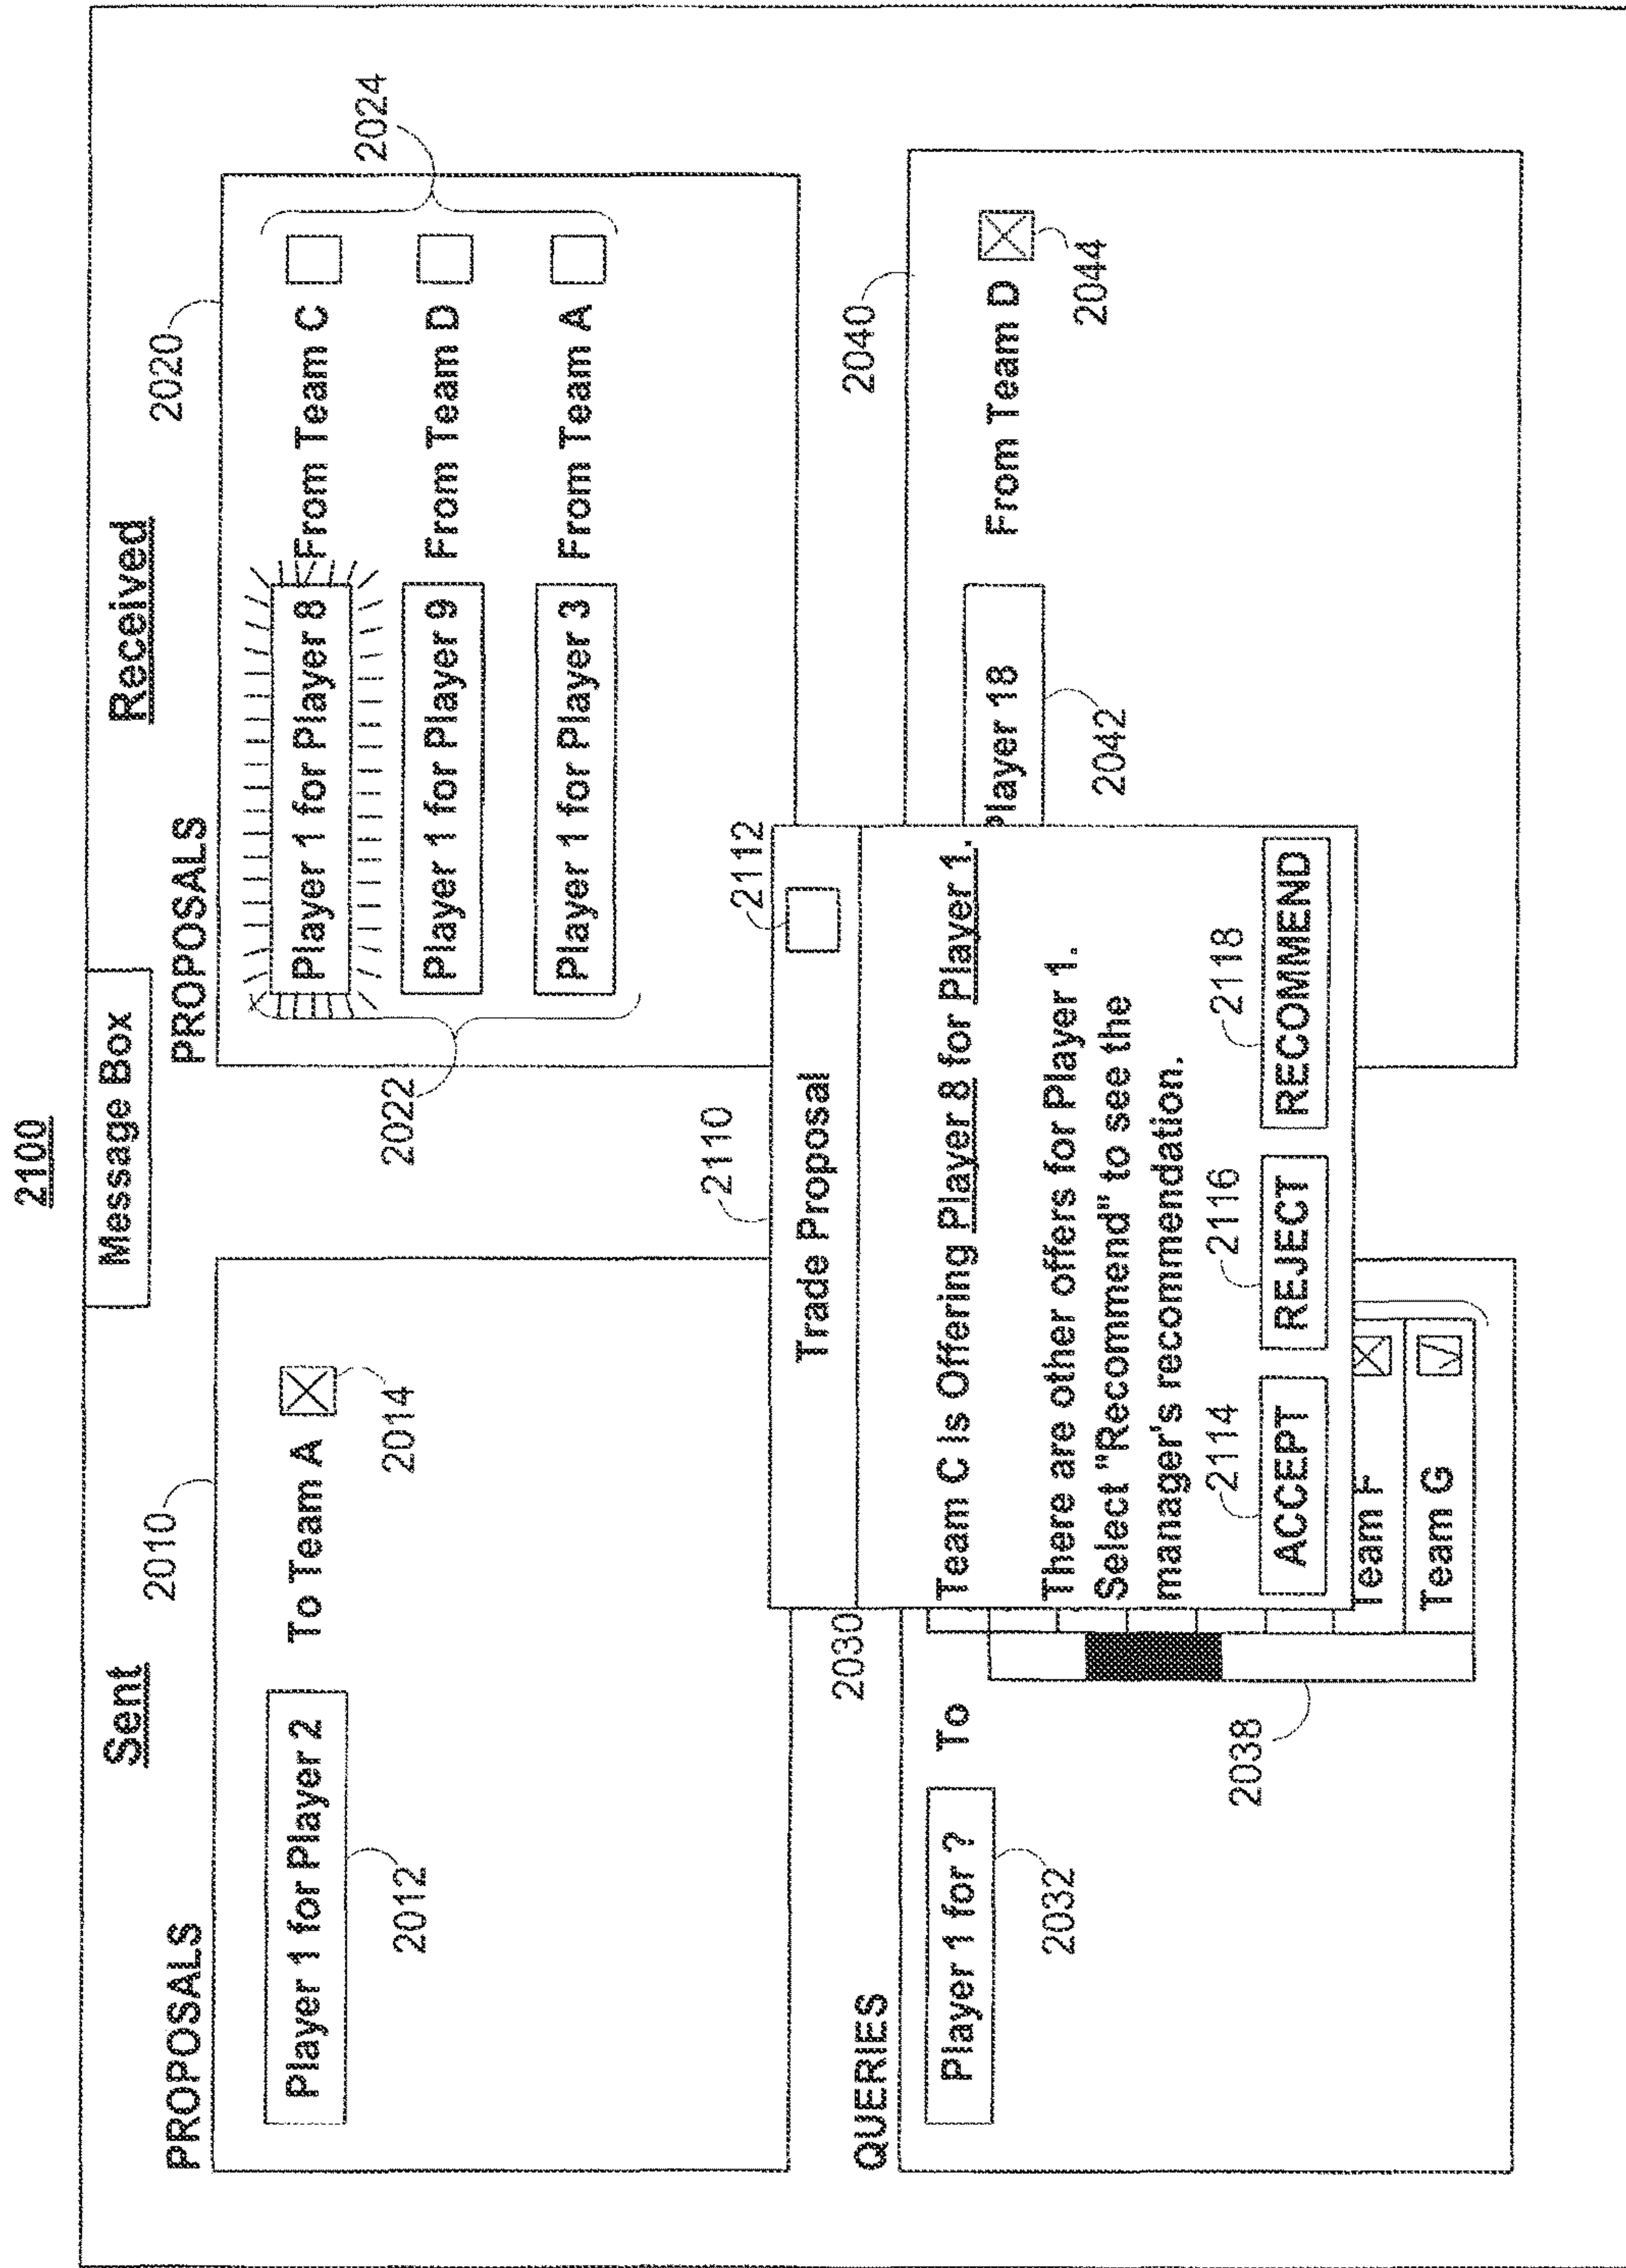 2100
Message Box
Sent
Received
PROPOSALS
2010
Player 1 for Player 2 To Team A
2012
2014
PROPOSALS
2020
Player 1 for Player 8 From Team C
Player 1 for Player 9 From Team D
Player 1 for Player 3 From Team A
2022
2024
QUERIES
2030
Player 1 for ? To
2032
2038
Team F
Team G
2040
Player 18 From Team D
2042
2044
2110
2112
Trade Proposal
Team C Is Offering Player 8 for Player 1.
There are other offers for Player 1.
Select "Recommend" to see the
manager's recommendation.
2114
2116
2118
ACCEPT
REJECT
RECOMMEND